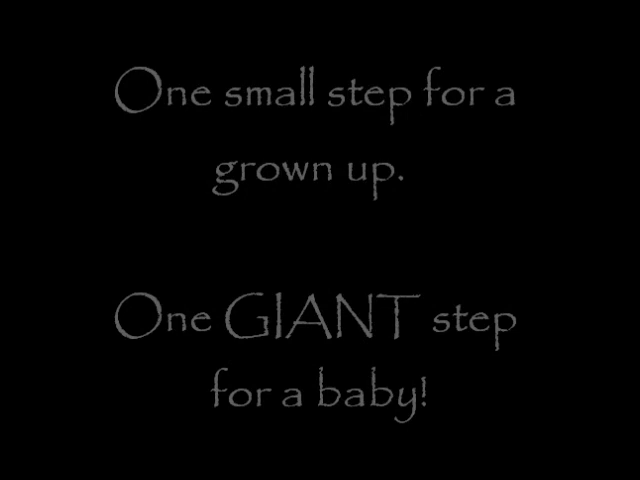 One small step for a
grown up.
One GIANT step
for a baby!